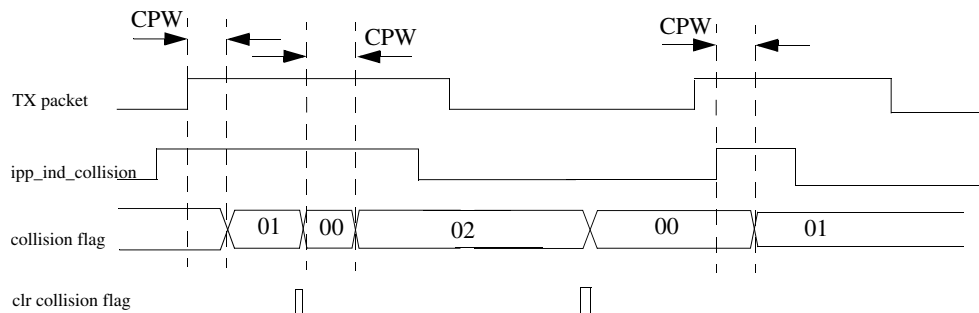 CPW
CPW
CPW
TX packet
ipp_ind_collision
collision flag
01
00
02
00
01
clr collision flag